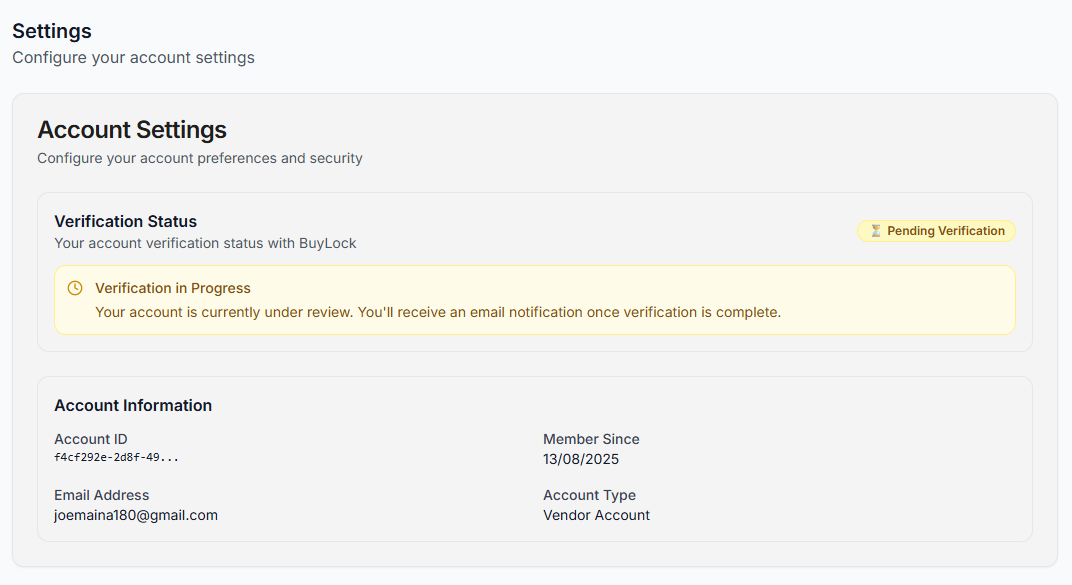 Settings
Configure your account settings
Account Settings
Configure your account preferences and security
Verification Status
Your account verification status with BuyLock
⏳ Pending Verification
Verification in Progress
Your account is currently under review. You'll receive an email notification once verification is complete.
Account Information
Account ID
f4cf292e-2d8f-49...
Member Since
13/08/2025
Email Address
joemaina180@gmail.com
Account Type
Vendor Account